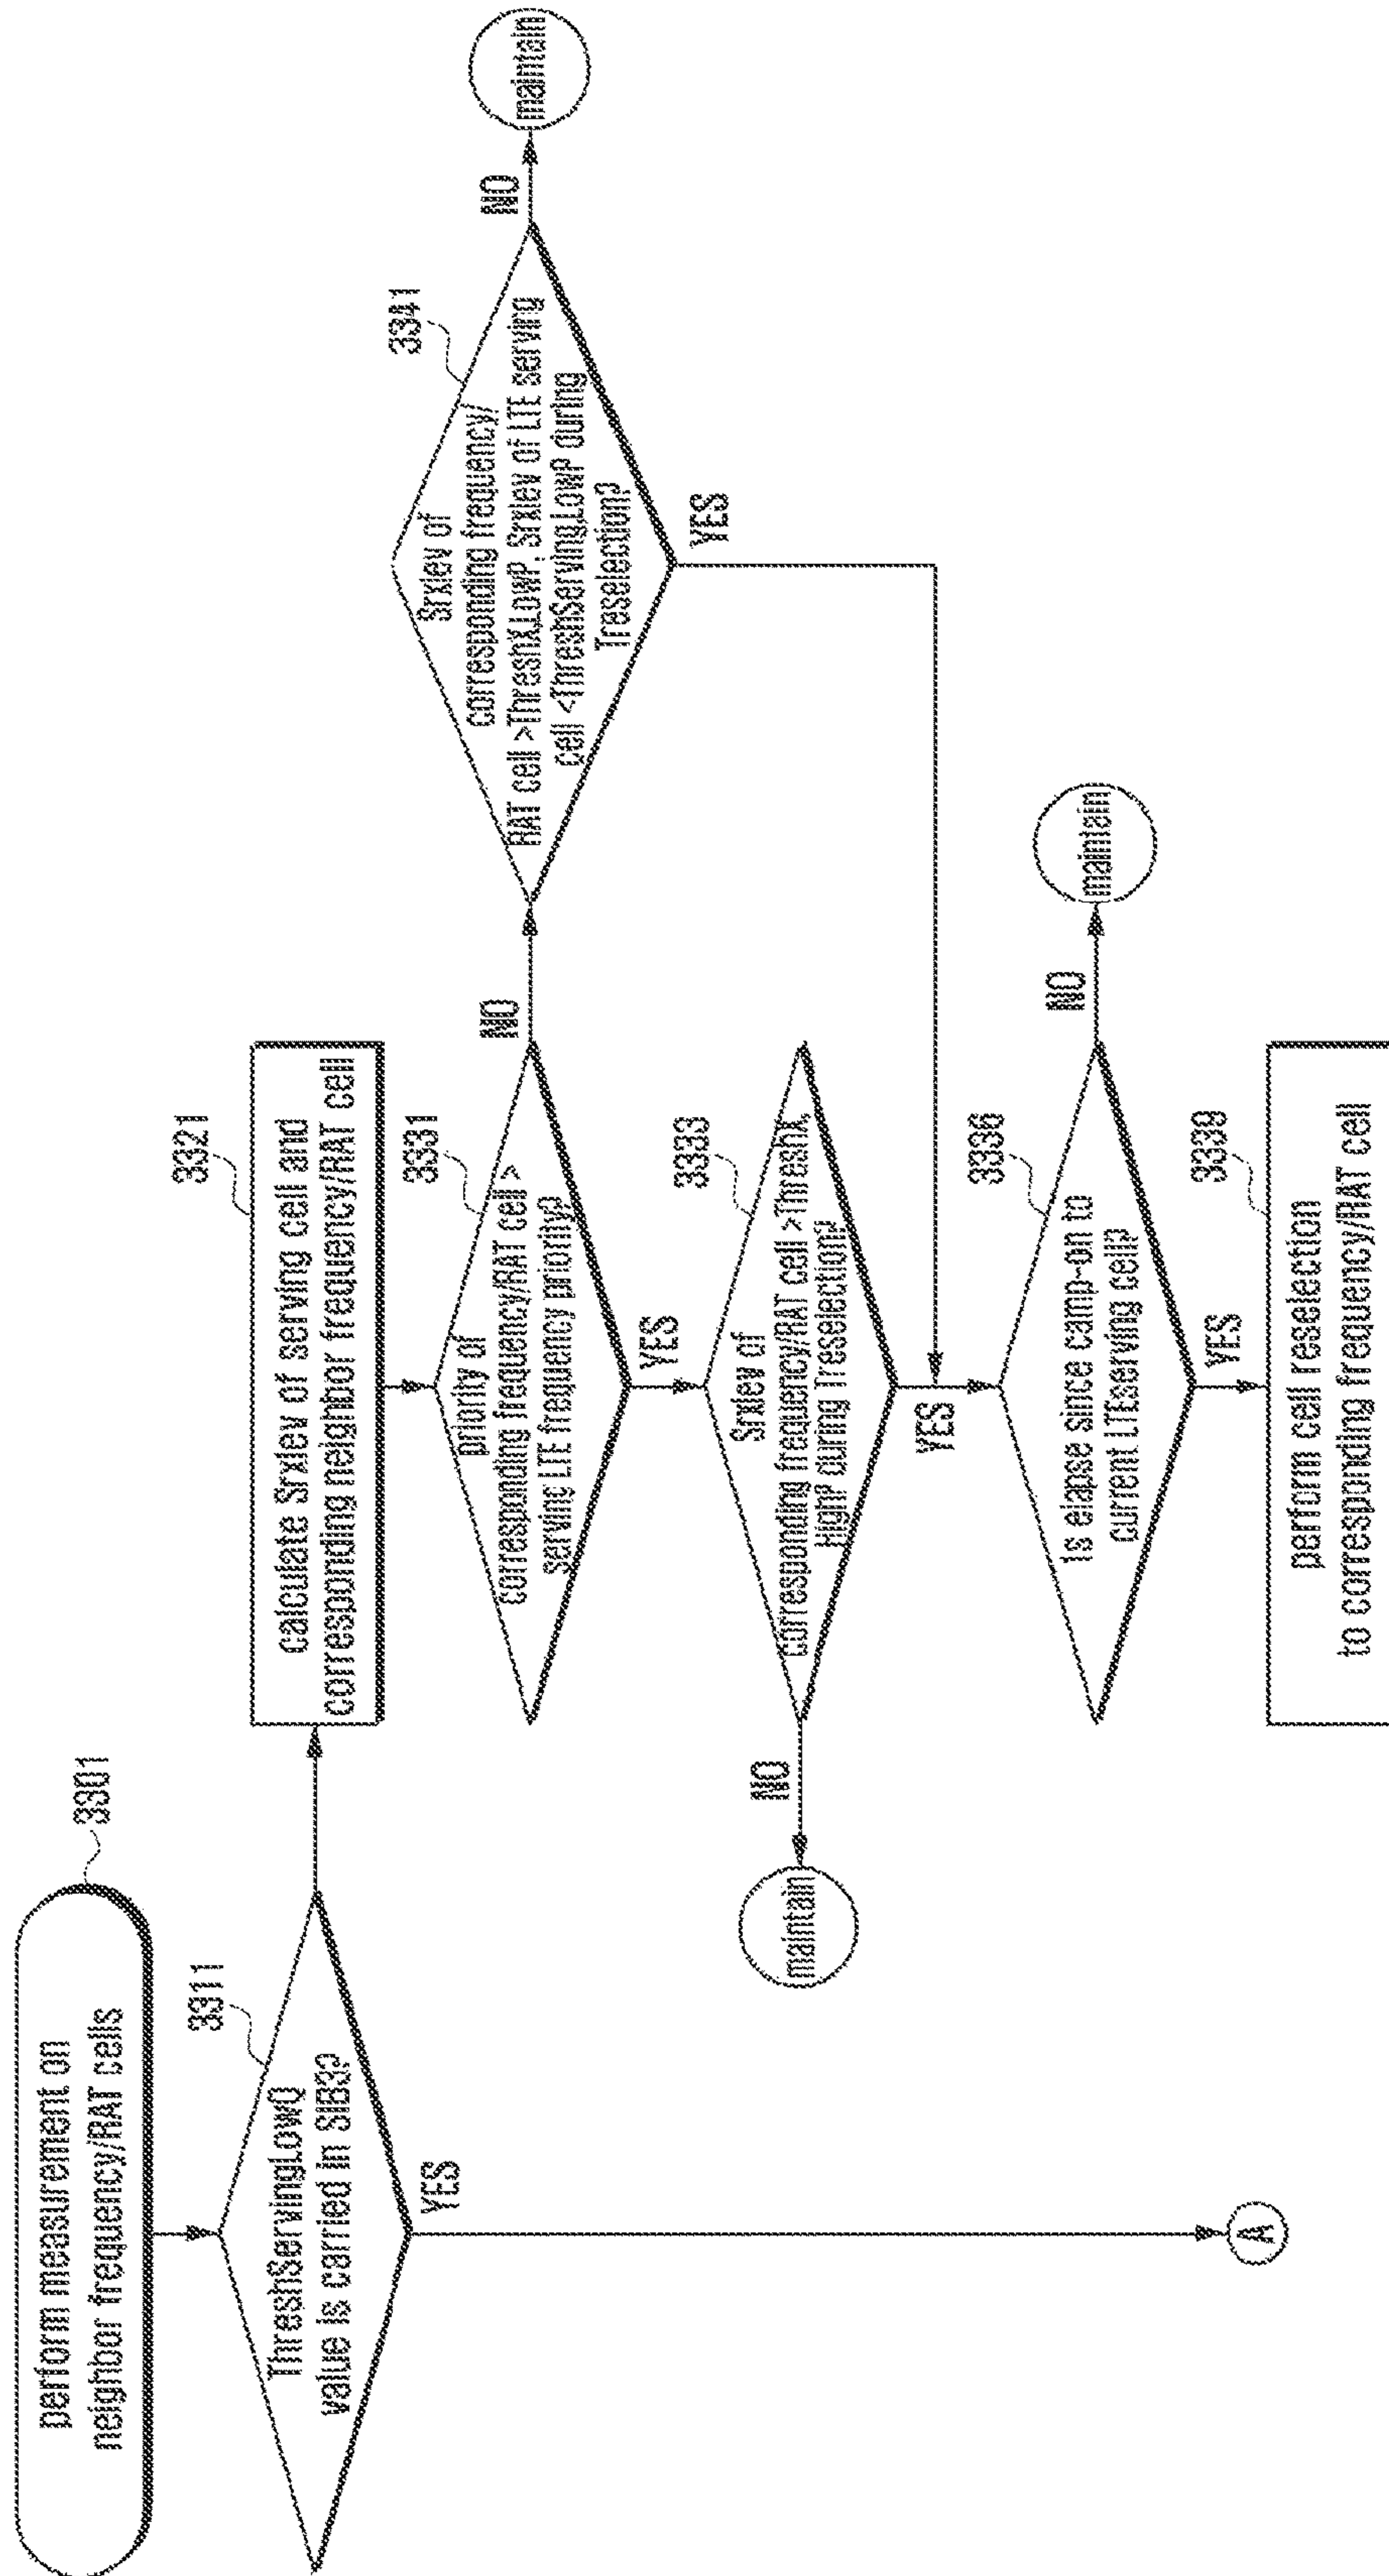 perform measurement on
neighbor frequency/RAT cells
3301
3311
ThreshServingLowQ
value is carried in SIB3?
YES
A
3321
calculate Srxlev of serving cell and
corresponding neighbor frequency/RAT cell
3331
priority of
corresponding frequency/RAT cell >
serving LTE frequency priority?
NO
YES
3341
Srxlev of
corresponding frequency/
corresponding frequency/
RAT cell >ThreshX,LowP, Srxlev of LTE serving
cell <ThreshServing,LowP during
Treselection?
NO
maintain
YES
3333
Srxlev of
corresponding frequency/RAT cell >ThreshX,
HighP during Treselection?
NO
maintain
YES
3336
1s elapse since camp-on to
current LTEserving cell?
NO
maintain
YES
3339
perform cell reselection
to corresponding frequency/RAT cell